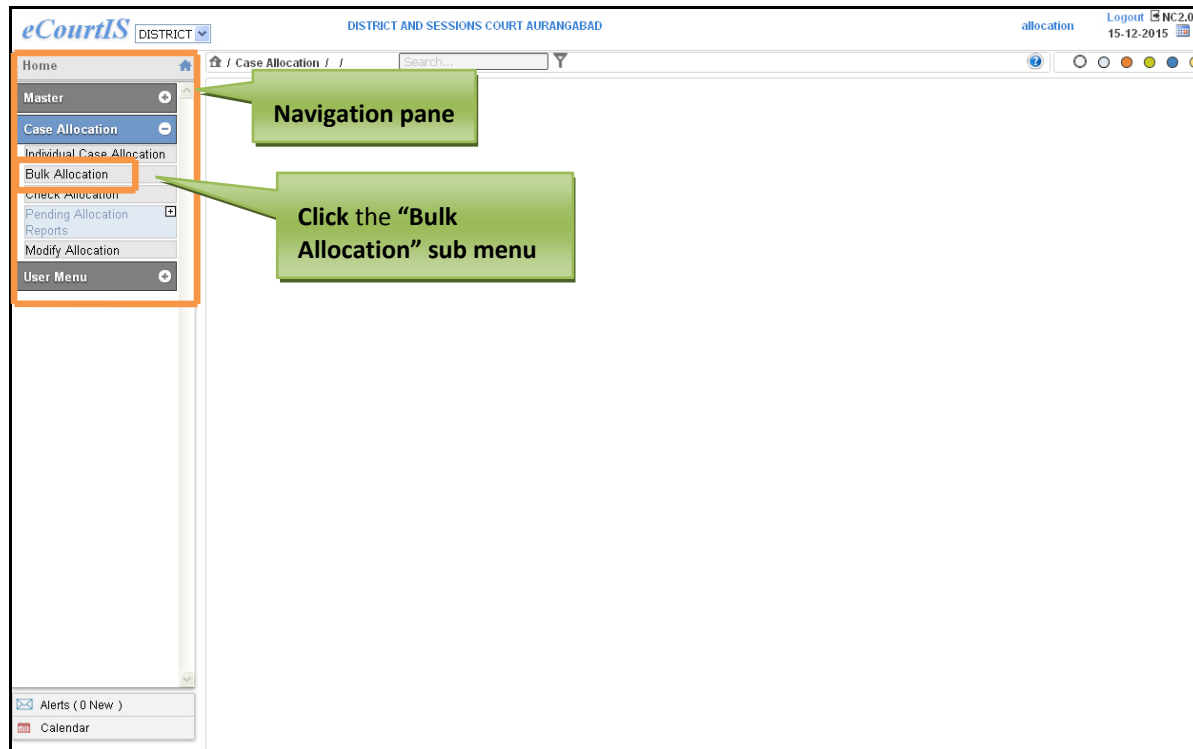 eCourtIS DISTRICT
DISTRICT AND SESSIONS COURT AURANGABAD
allocation
Logout NC2.0
15-12-2015
Home
/ Case Allocation / /
Search...
Master
Navigation pane
Case Allocation
Individual Case Allocation
Bulk Allocation
Check Allocation
Pending Allocation
Reports
Modify Allocation
User Menu
Click the “Bulk
Allocation” sub menu
Alerts ( 0 New )
Calendar